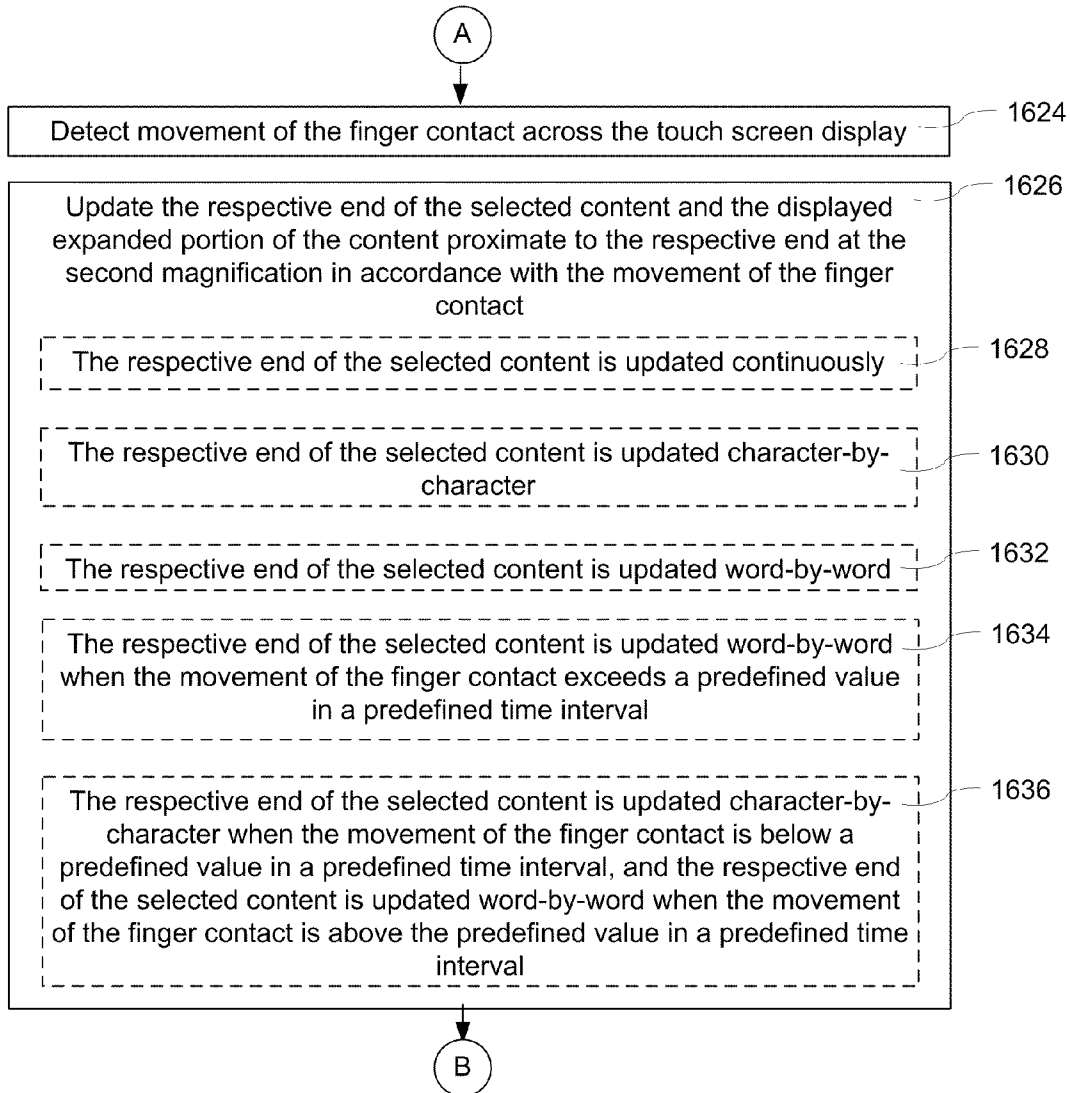 A
Detect movement of the finger contact across the touch screen display
1624
1626
Update the respective end of the selected content and the displayed
expanded portion of the content proximate to the respective end at the
second magnification in accordance with the movement of the finger
contact
The respective end of the selected content is updated continuously
1628
The respective end of the selected content is updated character-by-
character
1630
The respective end of the selected content is updated word-by-word
1632
The respective end of the selected content is updated word-by-word
when the movement of the finger contact exceeds a predefined value
in a predefined time interval
1634
The respective end of the selected content is updated character-by-
character when the movement of the finger contact is below a
predefined value in a predefined time interval, and the respective end
of the selected content is updated word-by-word when the movement
of the finger contact is above the predefined value in a predefined time
interval
1636
B